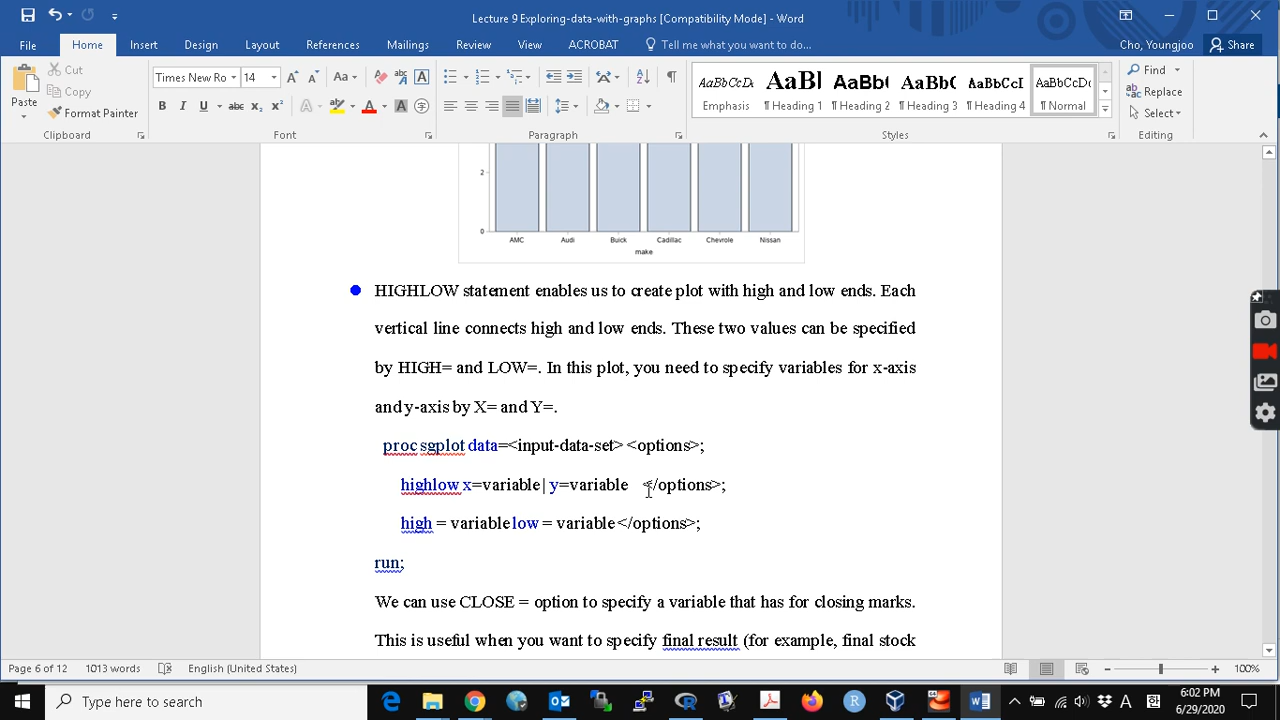 Lecture 9 Exploring-data-with-graphs [Compatibility Mode] - Word
File Home Insert Design Layout References Mailings Review View ACROBAT Tell me what you want to do... Cho, Youngjoo Share
Paste
Cut
Copy
Format Painter
Clipboard
Times New Ro 14
Font
Paragraph
AaBbCcDc AaBl AaBb( AaBbC AaBbCcI AaBbCcDc
Emphasis ¶ Heading 1 ¶ Heading 2 ¶ Heading 3 ¶ Heading 4 ¶ Normal
Styles
Find
Replace
Select
Editing
2
0
AMC Audi Buick Cadillac Chevrole Nissan
make
HIGHLOW statement enables us to create plot with high and low ends. Each
vertical line connects high and low ends. These two values can be specified
by HIGH= and LOW=. In this plot, you need to specify variables for x-axis
and y-axis by X= and Y=.
proc sgplot data=<input-data-set> <options>;
highlow x=variable | y=variable </options>;
high = variable low = variable </options>;
run;
We can use CLOSE = option to specify a variable that has for closing marks.
This is useful when you want to specify final result (for example, final stock
Page 6 of 12 1013 words English (United States) 100%
Type here to search
6:02 PM
6/29/2020